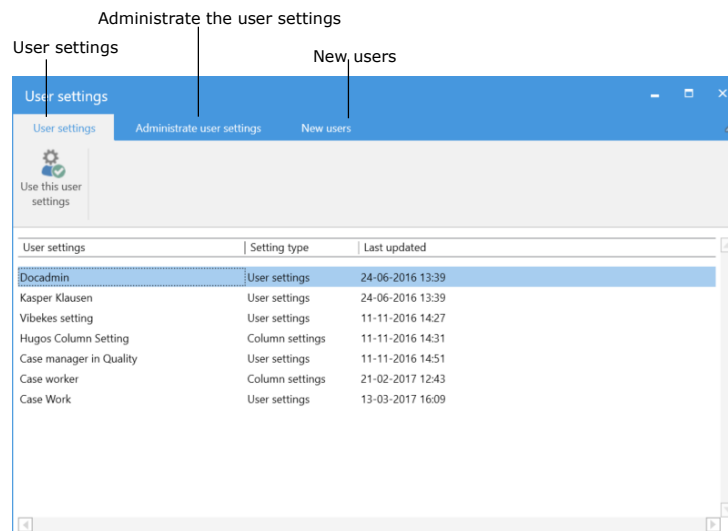 Administrate the user settings
User settings
New users
User settings
User settings Administrate user settings New users
Use this user
settings
User settings Setting type Last updated
Docadmin User settings 24-06-2016 13:39
Kasper Klausen User settings 24-06-2016 13:39
Vibekes setting User settings 11-11-2016 14:27
Hugos Column Setting Column settings 11-11-2016 14:31
Case manager in Quality User settings 11-11-2016 14:51
Case worker Column settings 21-02-2017 12:43
Case Work User settings 13-03-2017 16:09